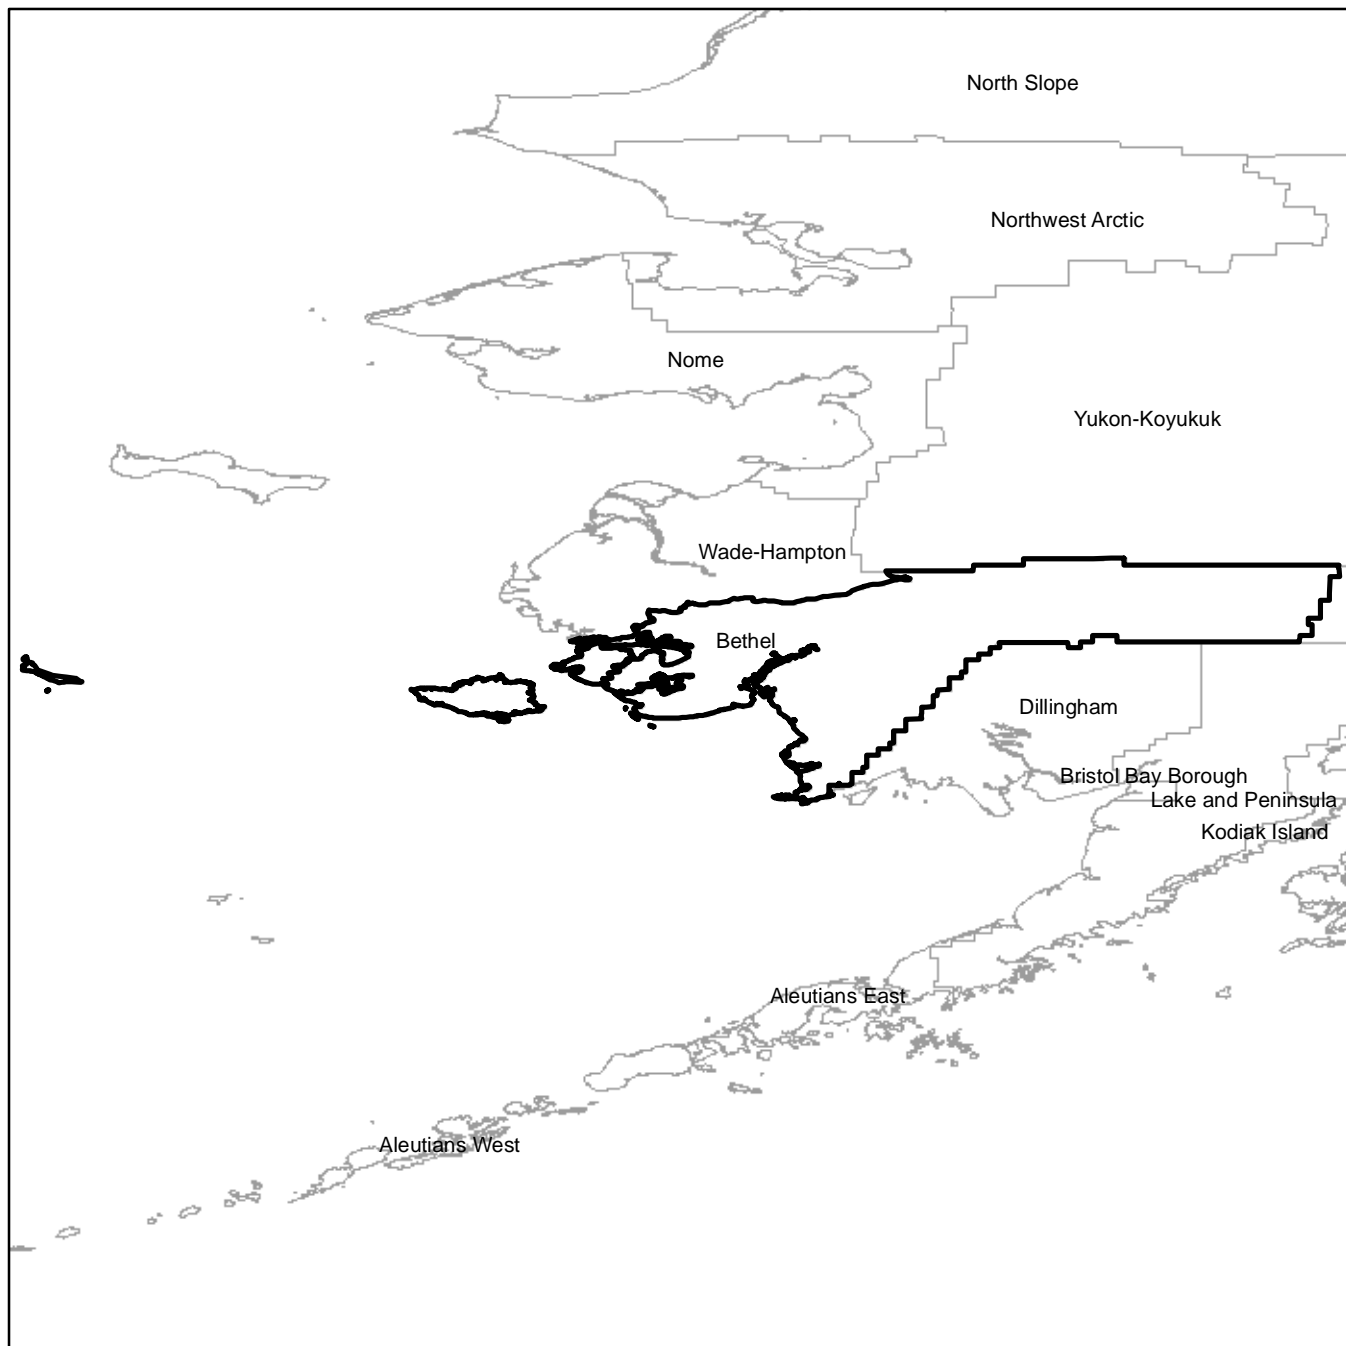 North Slope
Northwest Arctic
Nome
Yukon-Koyukuk
Wade-Hampton
Bethel
Dillingham
Bristol Bay Borough
Lake and Peninsula
Kodiak Island
Aleutians East
Aleutians West